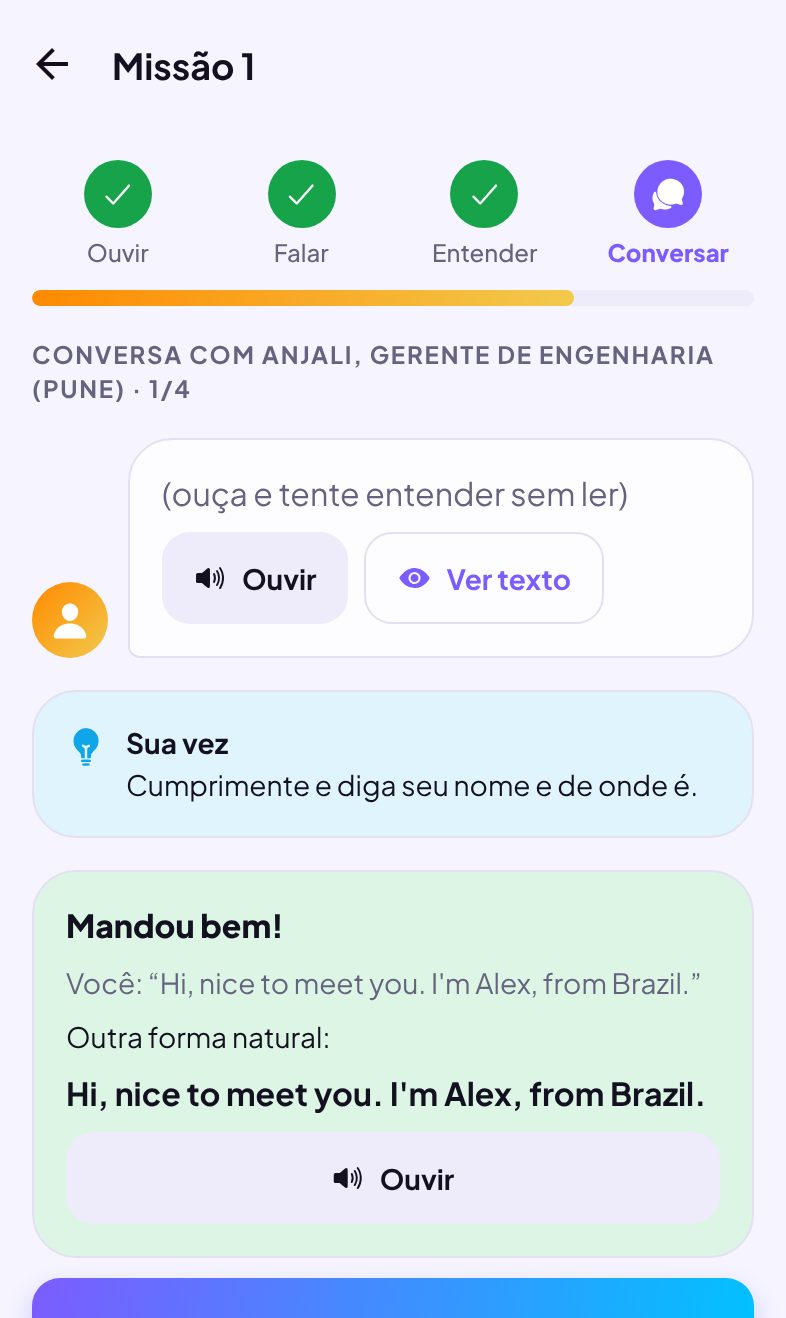 Missão 1
Ouvir
Falar
Entender
Conversar
CONVERSA COM ANJALI, GERENTE DE ENGENHARIA
(PUNE) · 1/4
(ouça e tente entender sem ler)
Ouvir
Ver texto
Sua vez
Cumprimente e diga seu nome e de onde é.
Mandou bem!
Você: “Hi, nice to meet you. I'm Alex, from Brazil.”
Outra forma natural:
Hi, nice to meet you. I'm Alex, from Brazil.
Ouvir